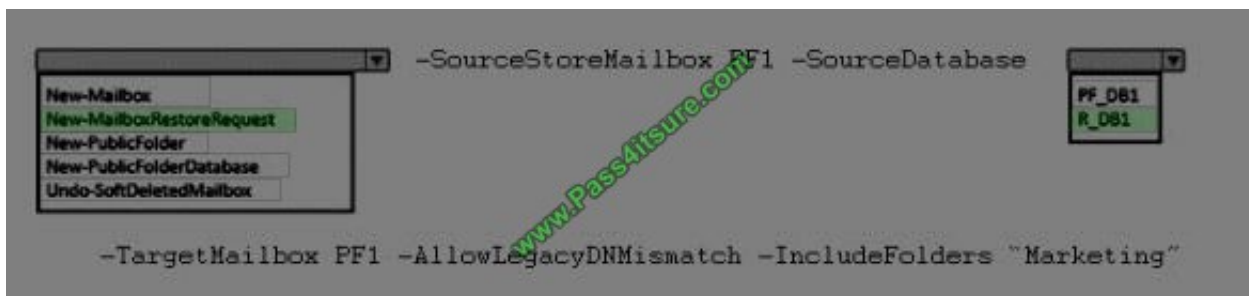 -SourceStoreMailbox PF1 -SourceDatabase
New-Mailbox
New-MailboxRestoreRequest
New-PublicFolder
New-PublicFolderDatabase
Undo-SoftDeletedMailbox
PF_DB1
R_DB1
www.Pass4itsure.com
-TargetMailbox PF1 -AllowLegacyDNMismatch -IncludeFolders "Marketing"